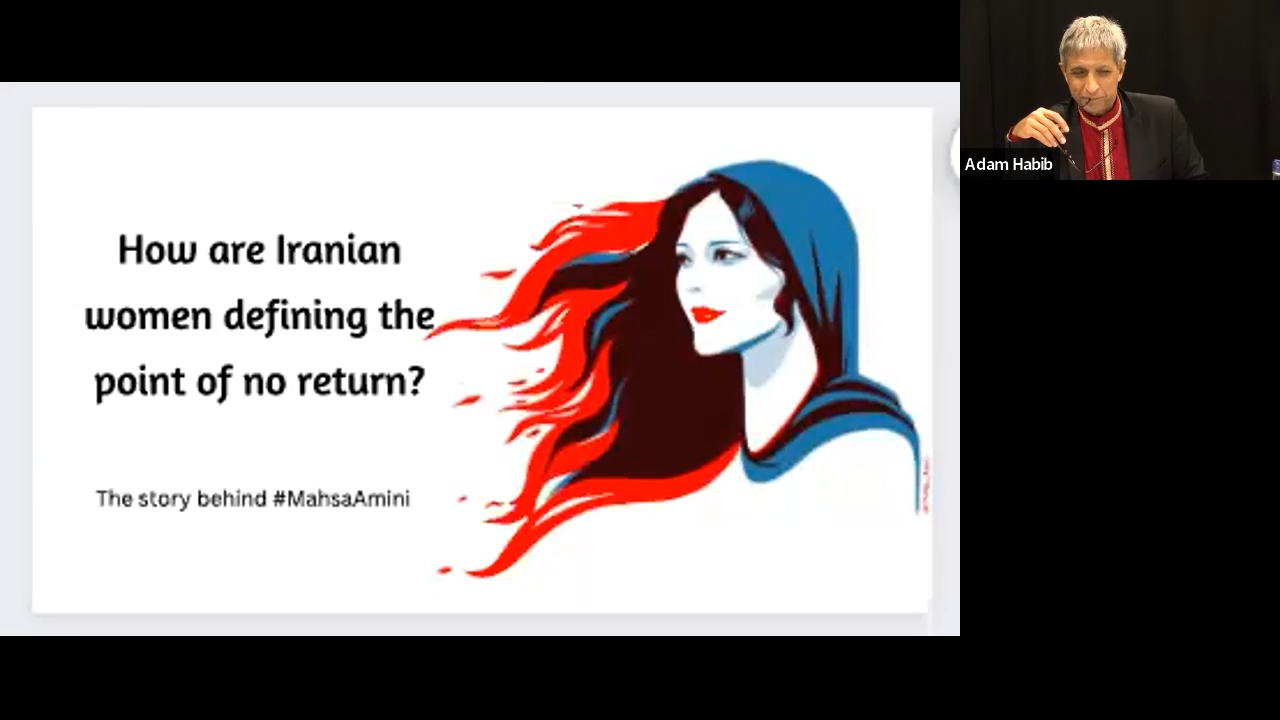 How are Iranian
women defining the
point of no return?
The story behind #MahsaAmini
Adam Habib